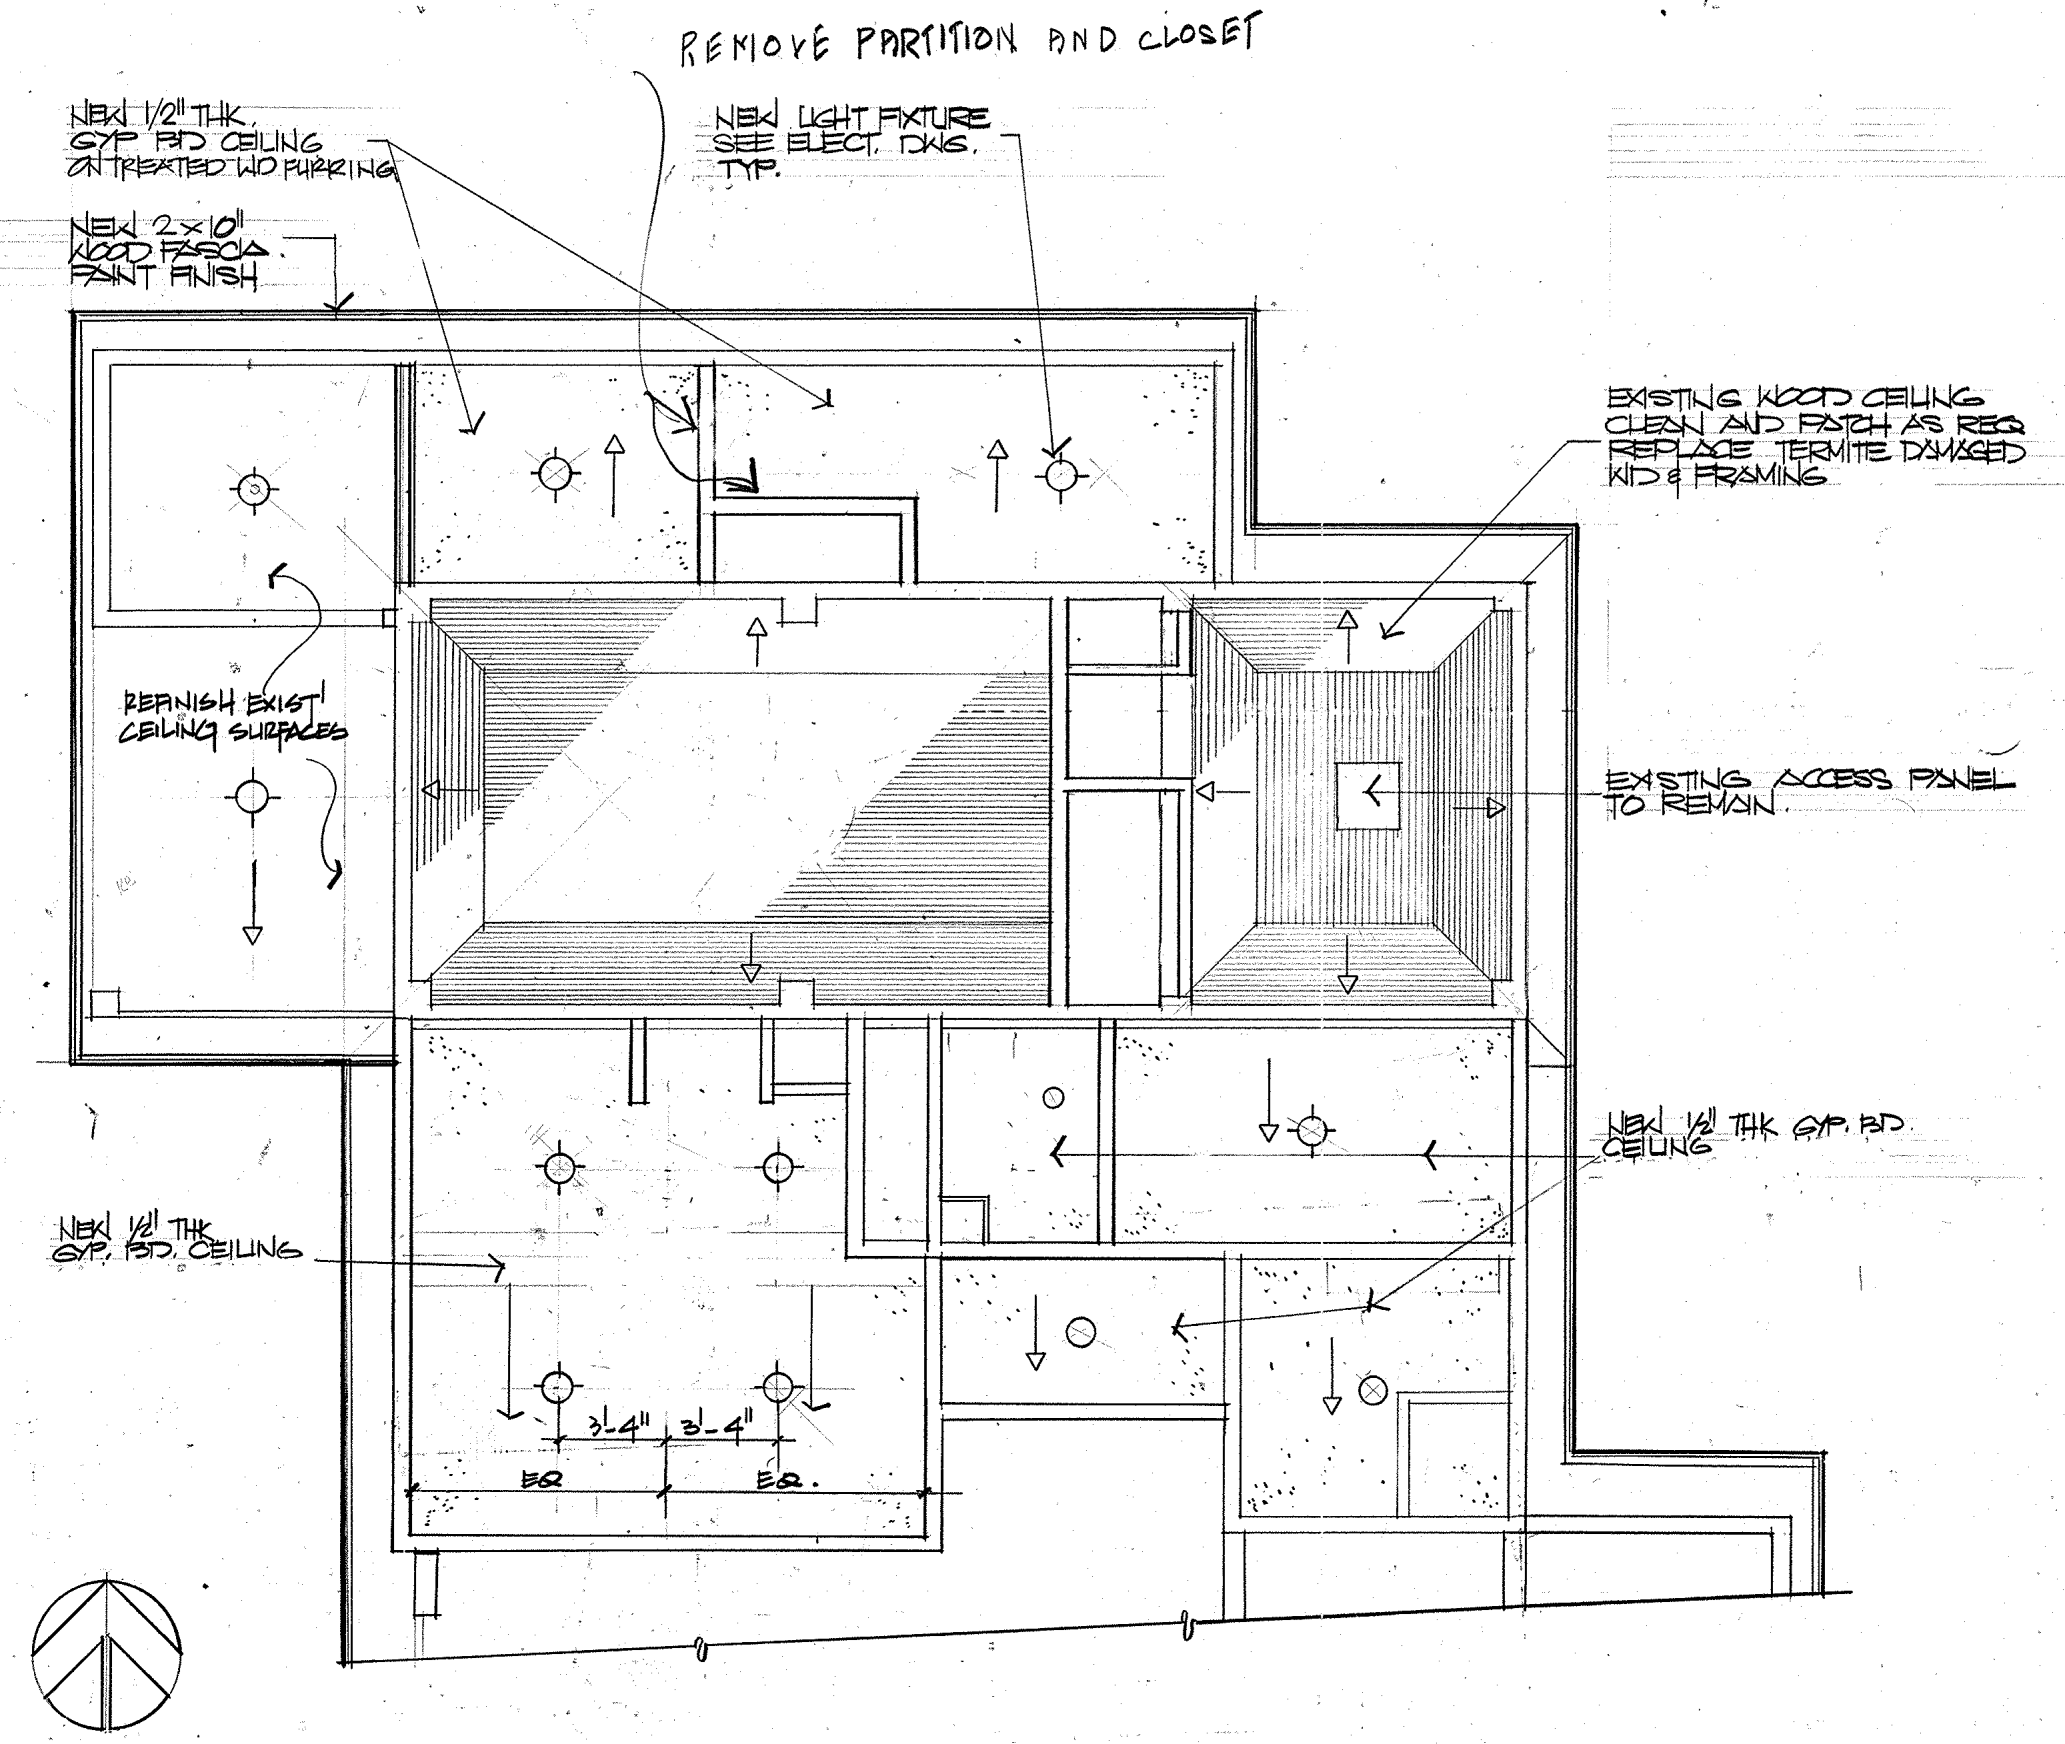 REMOVE PARTITION AND CLOSET
NEW 1/2" THK.
GYP BD CEILING
ON TREATED WD FURRING
NEW LIGHT FIXTURE
SEE ELECT. DWG.
TYP.
NEW 2x10"
WOOD FASCIA.
PAINT FINISH
EXISTING WOOD CEILING
CLEAN AND PATCH AS REQ
REPLACE TERMITE DAMAGED
WD & FRAMING
REFINISH EXIST'
CEILING SURFACES
EXISTING ACCESS PANEL
TO REMAIN.
NEW 1/2" THK GYP. BD.
CEILING
NEW 1/2" THK
GYP. BD. CEILING
3'-4" 3'-4"
EQ EQ.